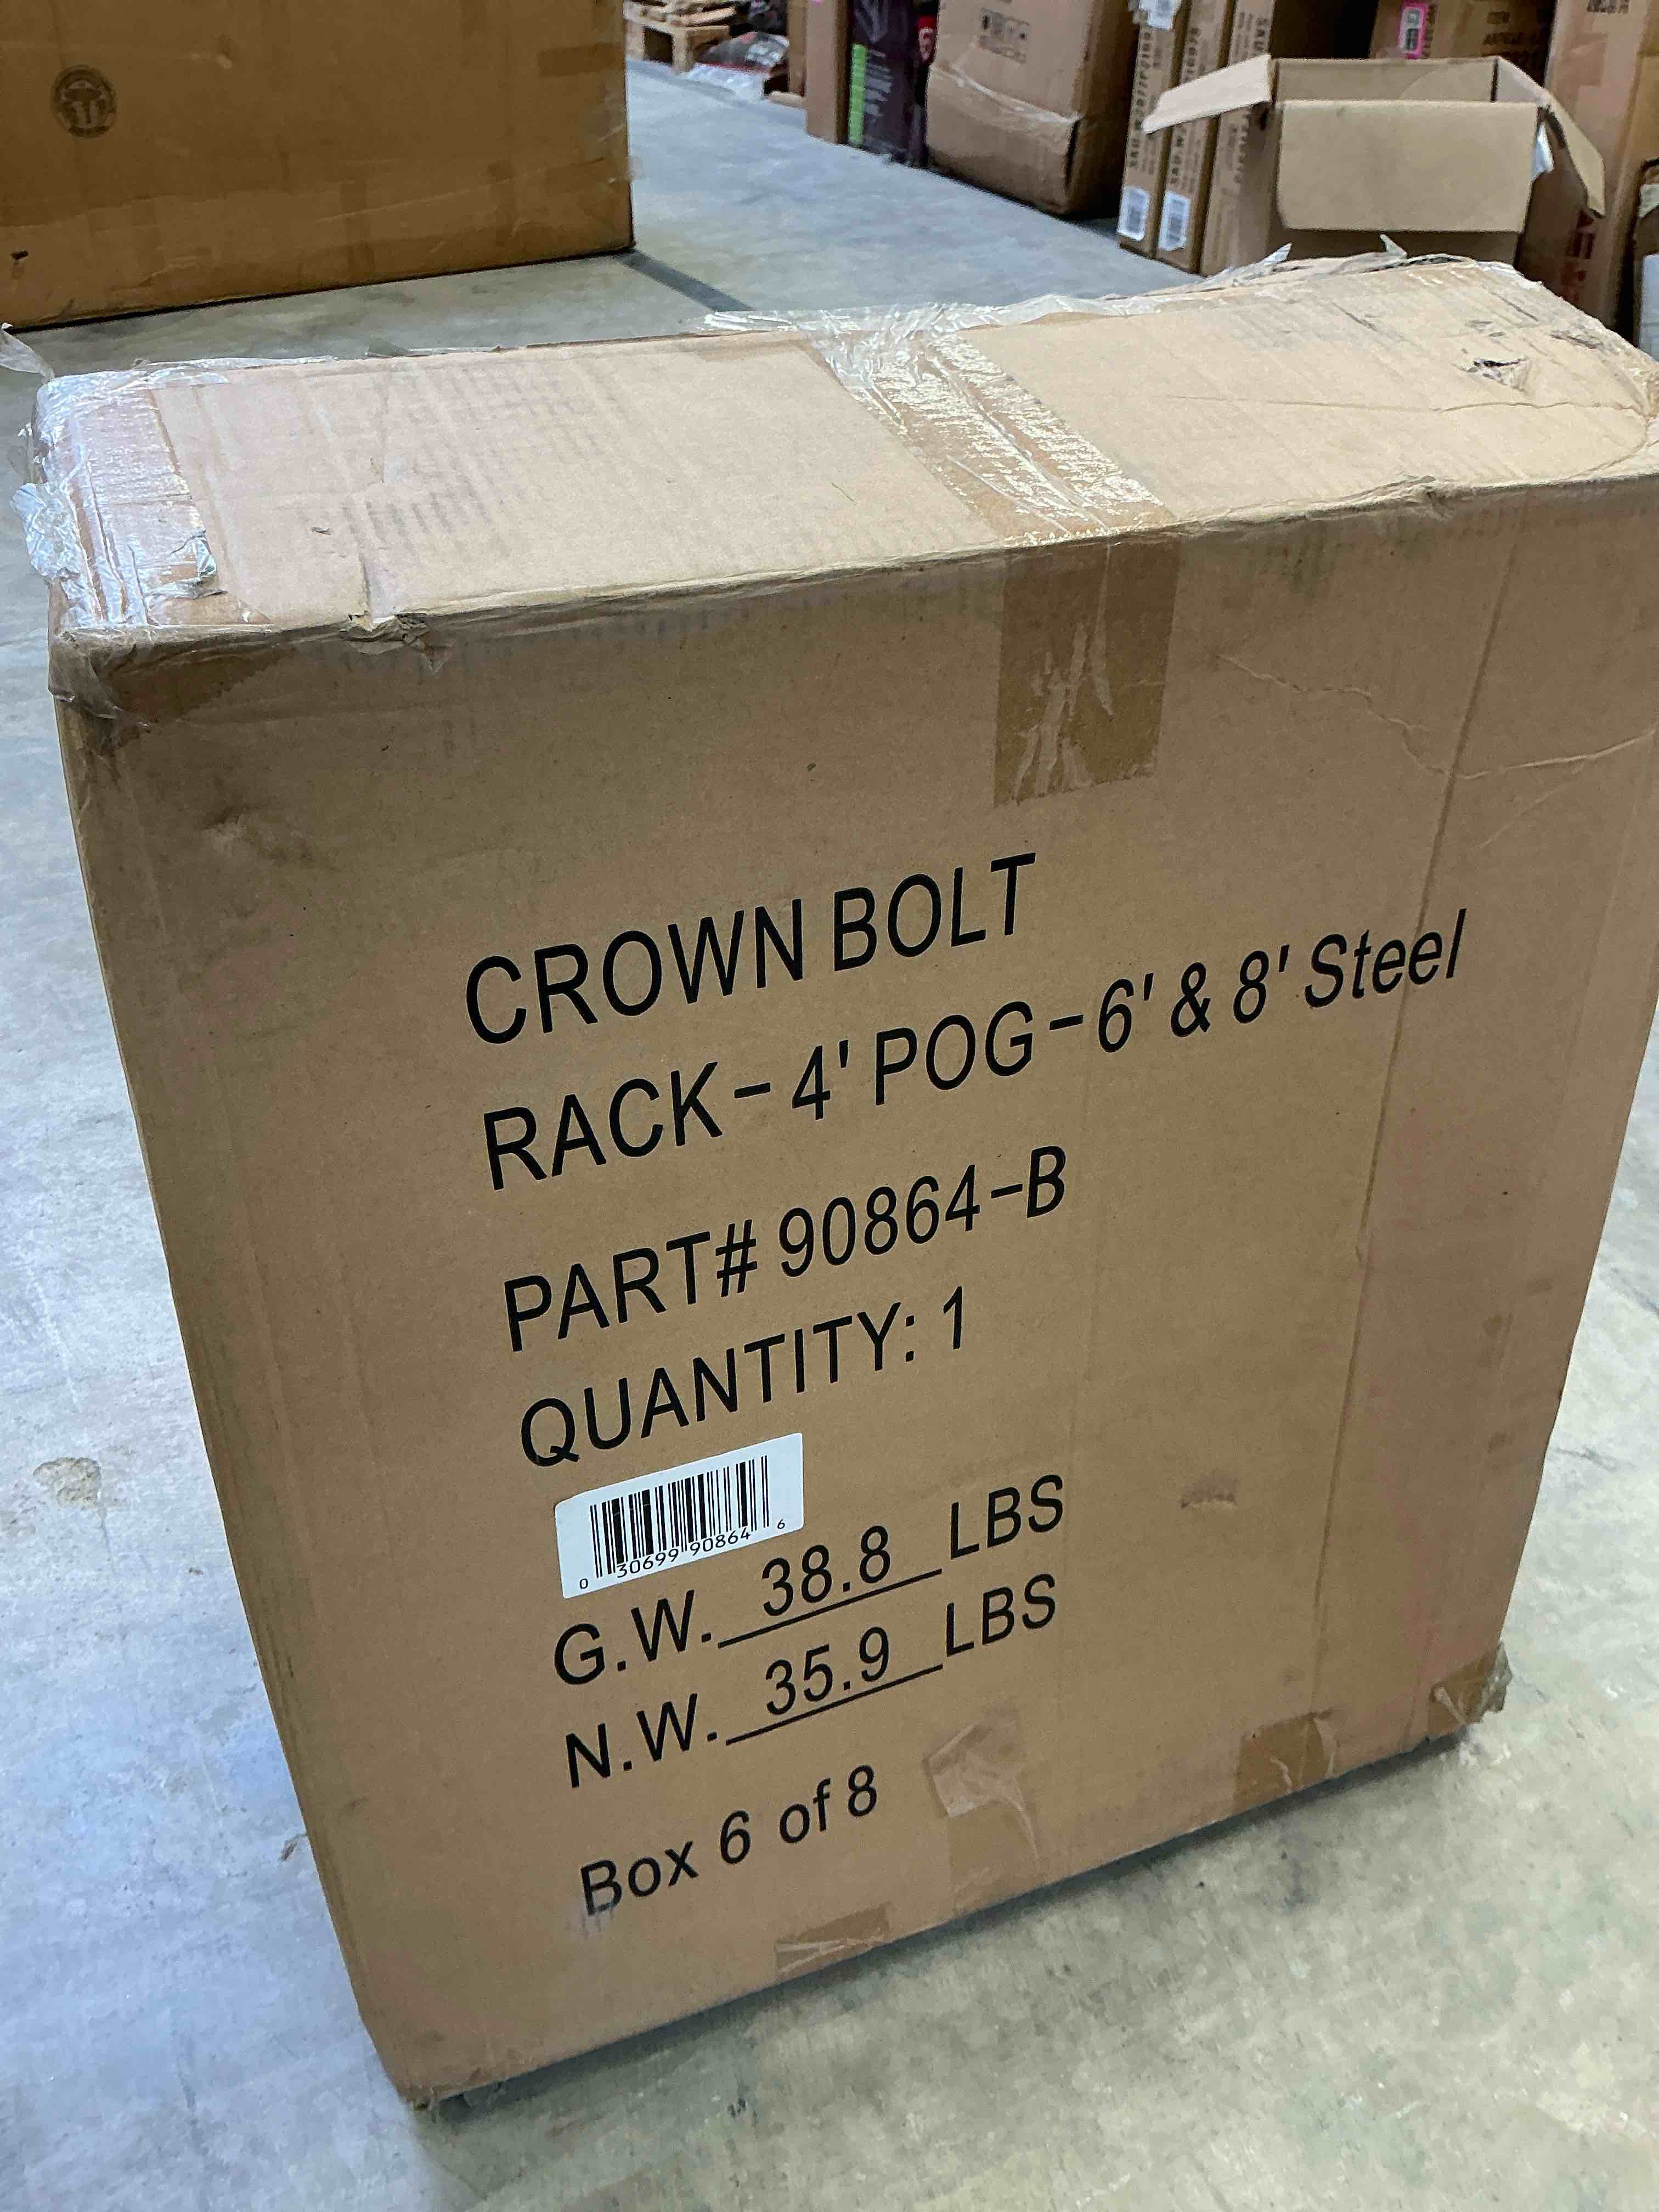 CROWN BOLT
RACK-4' POG-6' & 8' Steel
PART# 90864-B
QUANTITY: 1
0 30699 90864 6
G.W. 38.8 LBS
N.W. 35.9 LBS
Box 6 of 8